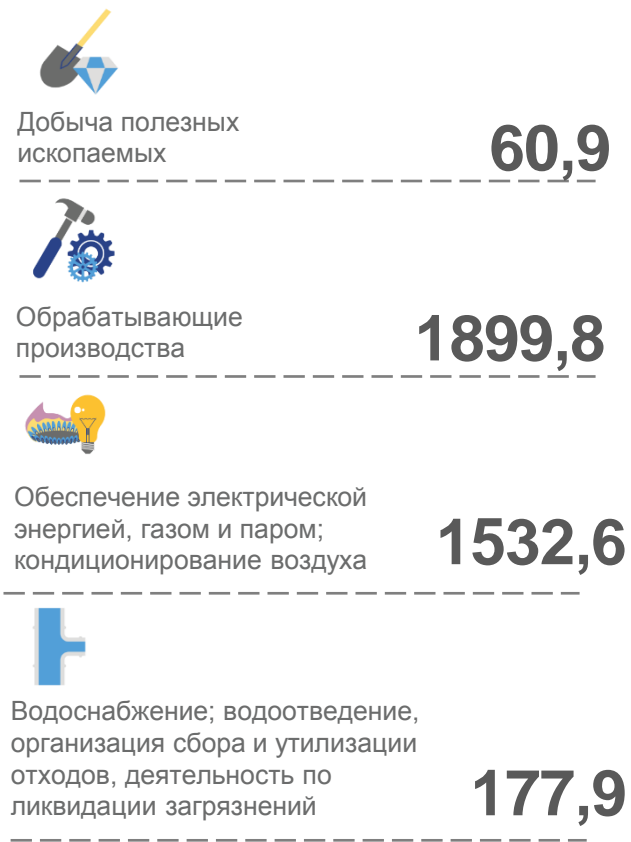 Добыча полезных
ископаемых
60,9
Обрабатывающие
производства
1899,8
Обеспечение электрической
энергией, газом и паром;
кондиционирование воздуха
1532,6
Водоснабжение; водоотведение,
организация сбора и утилизации
отходов, деятельность по
ликвидации загрязнений
177,9